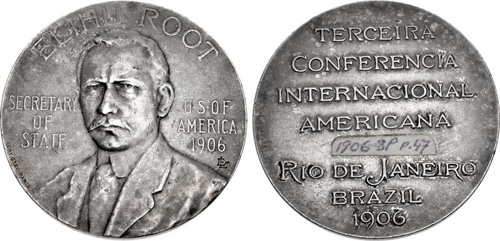 ELIHU ROOT
SECRETARY
OF
STATE
U·S·OF
AMERICA
1906
TERCEIRA
CONFERENCIA
INTERNACIONAL
AMERICANA
1906-BP p.47
RIO DE JANEIRO
BRAZIL
1906